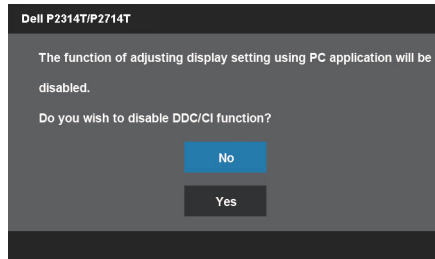 Dell P2314T/P2714T
The function of adjusting display setting using PC application will be
disabled.
Do you wish to disable DDC/CI function?
No
Yes